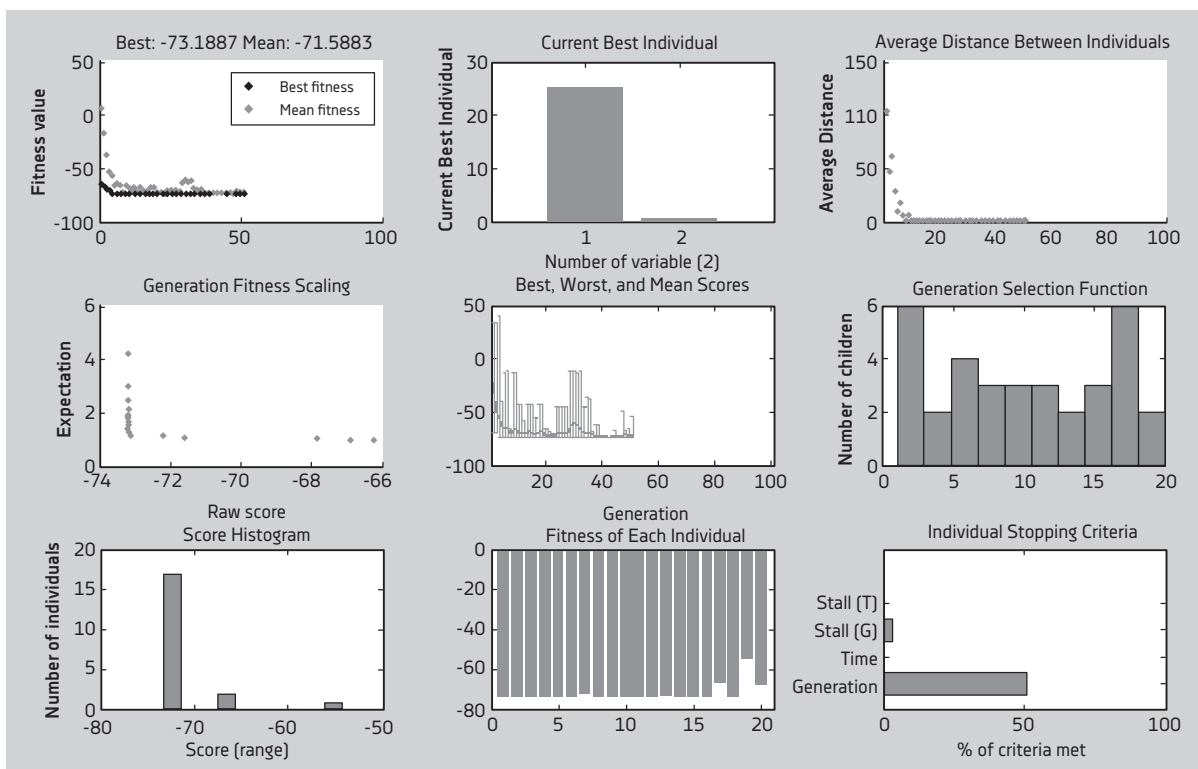 Best: -73.1887 Mean: -71.5883
Fitness value
50
0
-50
-100
Best fitness
Mean fitness
0
50
100
Current Best Individual
Current Best Individual
30
20
10
0
1
2
Number of variable (2)
Average Distance Between Individuals
Average Distance
150
110
50
0
20
40
60
80
100
Generation Fitness Scaling
Expectation
6
4
2
0
-74
-72
-70
-68
-66
Raw score
Best, Worst, and Mean Scores
50
0
-50
-100
20
40
60
80
100
Generation
Generation Selection Function
Number of children
6
4
2
0
0
5
10
15
20
Score Histogram
Number of individuals
20
15
10
5
0
-80
-70
-60
-50
Score (range)
Fitness of Each Individual
0
-20
-40
-60
-80
0
5
10
15
20
Individual Stopping Criteria
Stall (T)
Stall (G)
Time
Generation
0
50
100
% of criteria met